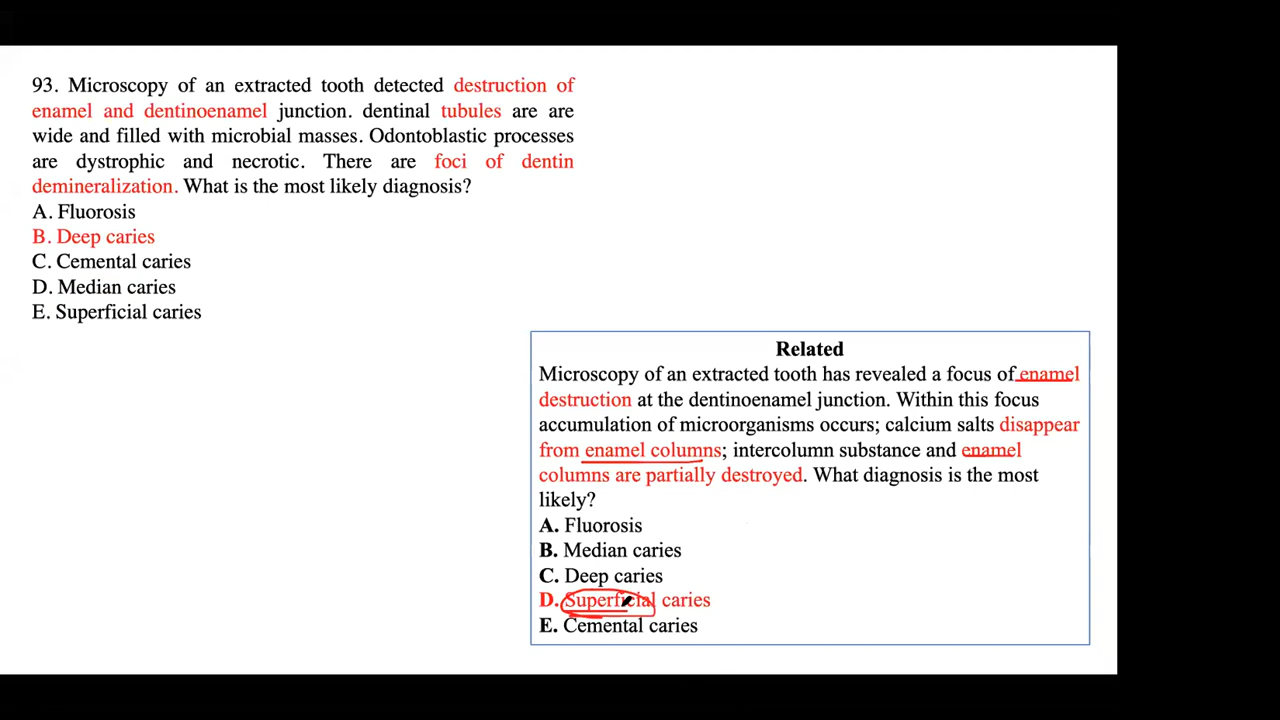 93. Microscopy of an extracted tooth detected destruction of
enamel and dentinoenamel junction. dentinal tubules are are
wide and filled with microbial masses. Odontoblastic processes
are dystrophic and necrotic. There are foci of dentin
demineralization. What is the most likely diagnosis?
A. Fluorosis
B. Deep caries
C. Cemental caries
D. Median caries
E. Superficial caries
Related
Microscopy of an extracted tooth has revealed a focus of enamel
destruction at the dentinoenamel junction. Within this focus
accumulation of microorganisms occurs; calcium salts disappear
from enamel columns; intercolumn substance and enamel
columns are partially destroyed. What diagnosis is the most
likely?
A. Fluorosis
B. Median caries
C. Deep caries
D. Superficial caries
E. Cemental caries